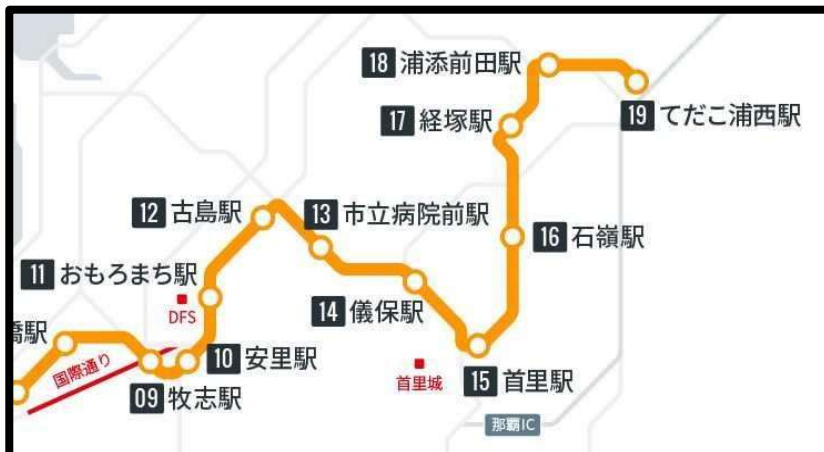 18 浦添前田駅
19 てだこ浦西駅
17 経塚駅
12 古島駅
13 市立病院前駅
16 石嶺駅
11 おもろまち駅
DFS
14 儀保駅
橋駅
10 安里駅
国際通り
09 牧志駅
首里城
15 首里駅
那覇IC